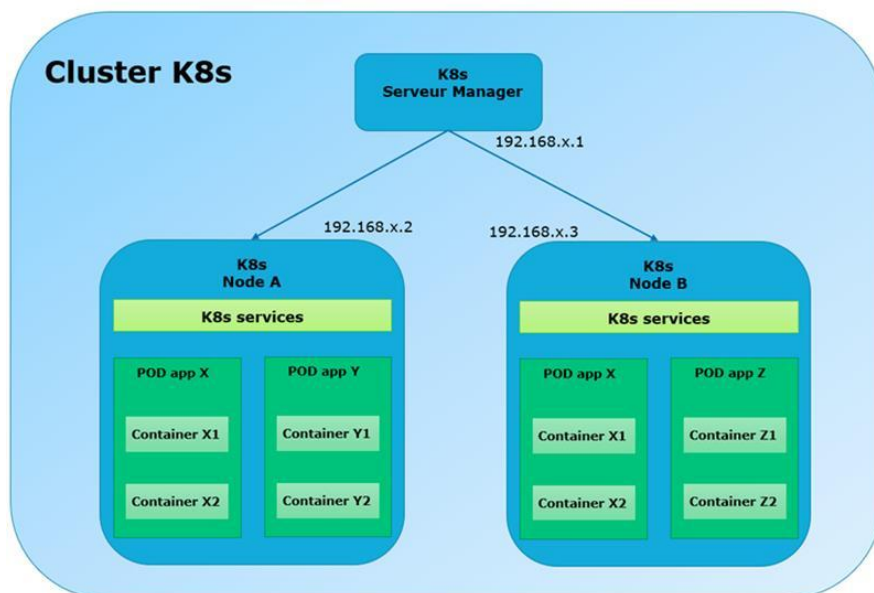 Cluster K8s
K8s
Serveur Manager
192.168.x.1
192.168.x.2
192.168.x.3
K8s
Node A
K8s services
POD app X
POD app Y
Container X1
Container Y1
Container X2
Container Y2
K8s
Node B
K8s services
POD app X
POD app Z
Container X1
Container Z1
Container X2
Container Z2